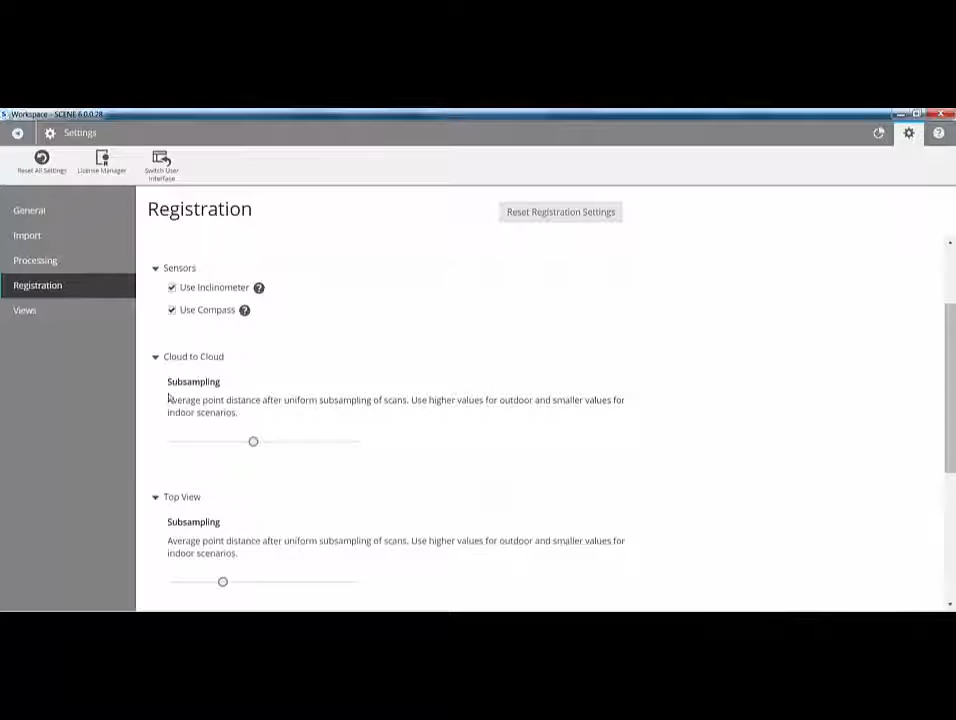 Workspace - SCENE 6.0.0.28
Settings
Reset All Settings
License Manager
Switch User Interface
General
Import
Processing
Registration
Views
Registration
Reset Registration Settings
Sensors
Use Inclinometer
Use Compass
Cloud to Cloud
Subsampling
Average point distance after uniform subsampling of scans. Use higher values for outdoor and smaller values for
indoor scenarios.
Top View
Subsampling
Average point distance after uniform subsampling of scans. Use higher values for outdoor and smaller values for
indoor scenarios.